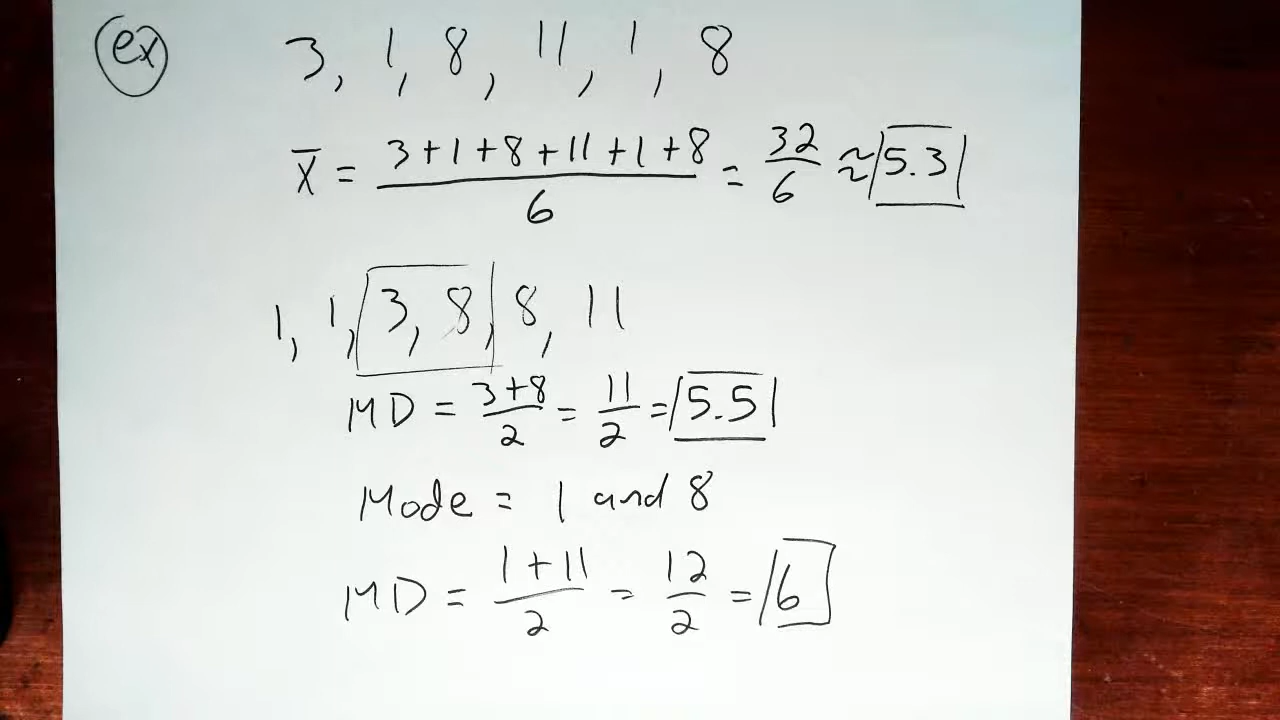 ex 3, 1, 8, 11, 1, 8
x̄ = (3+1+8+11+1+8)/6 = 32/6 ≈ 5.3
1, 1, 3, 8, 8, 11
MD = (3+8)/2 = 11/2 = 5.5
Mode = 1 and 8
MD = (1+11)/2 = 12/2 = 6